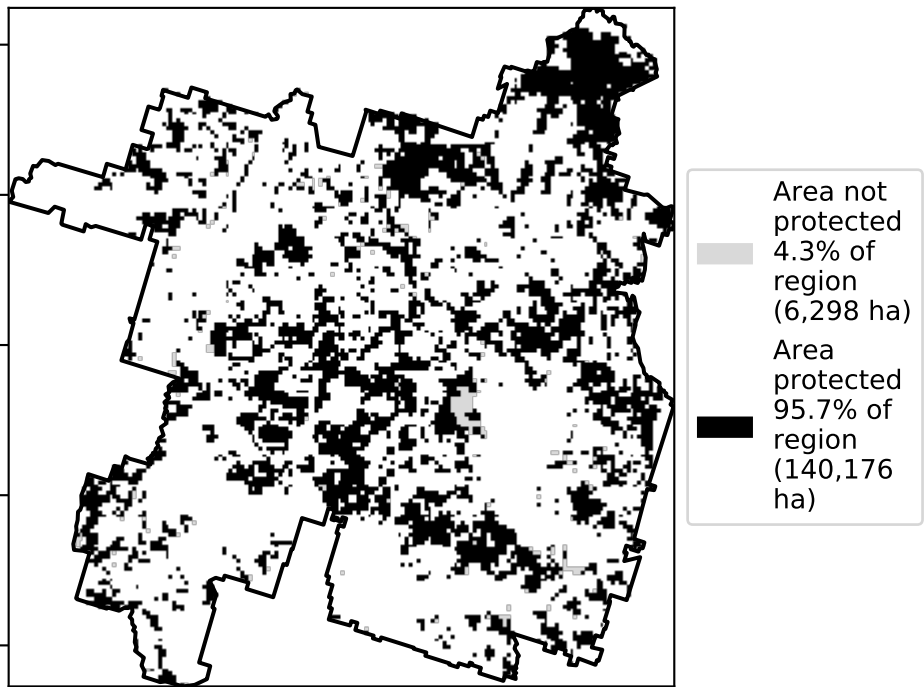 Area not
protected
4.3% of
region
(6,298 ha)
Area
protected
95.7% of
region
(140,176
ha)